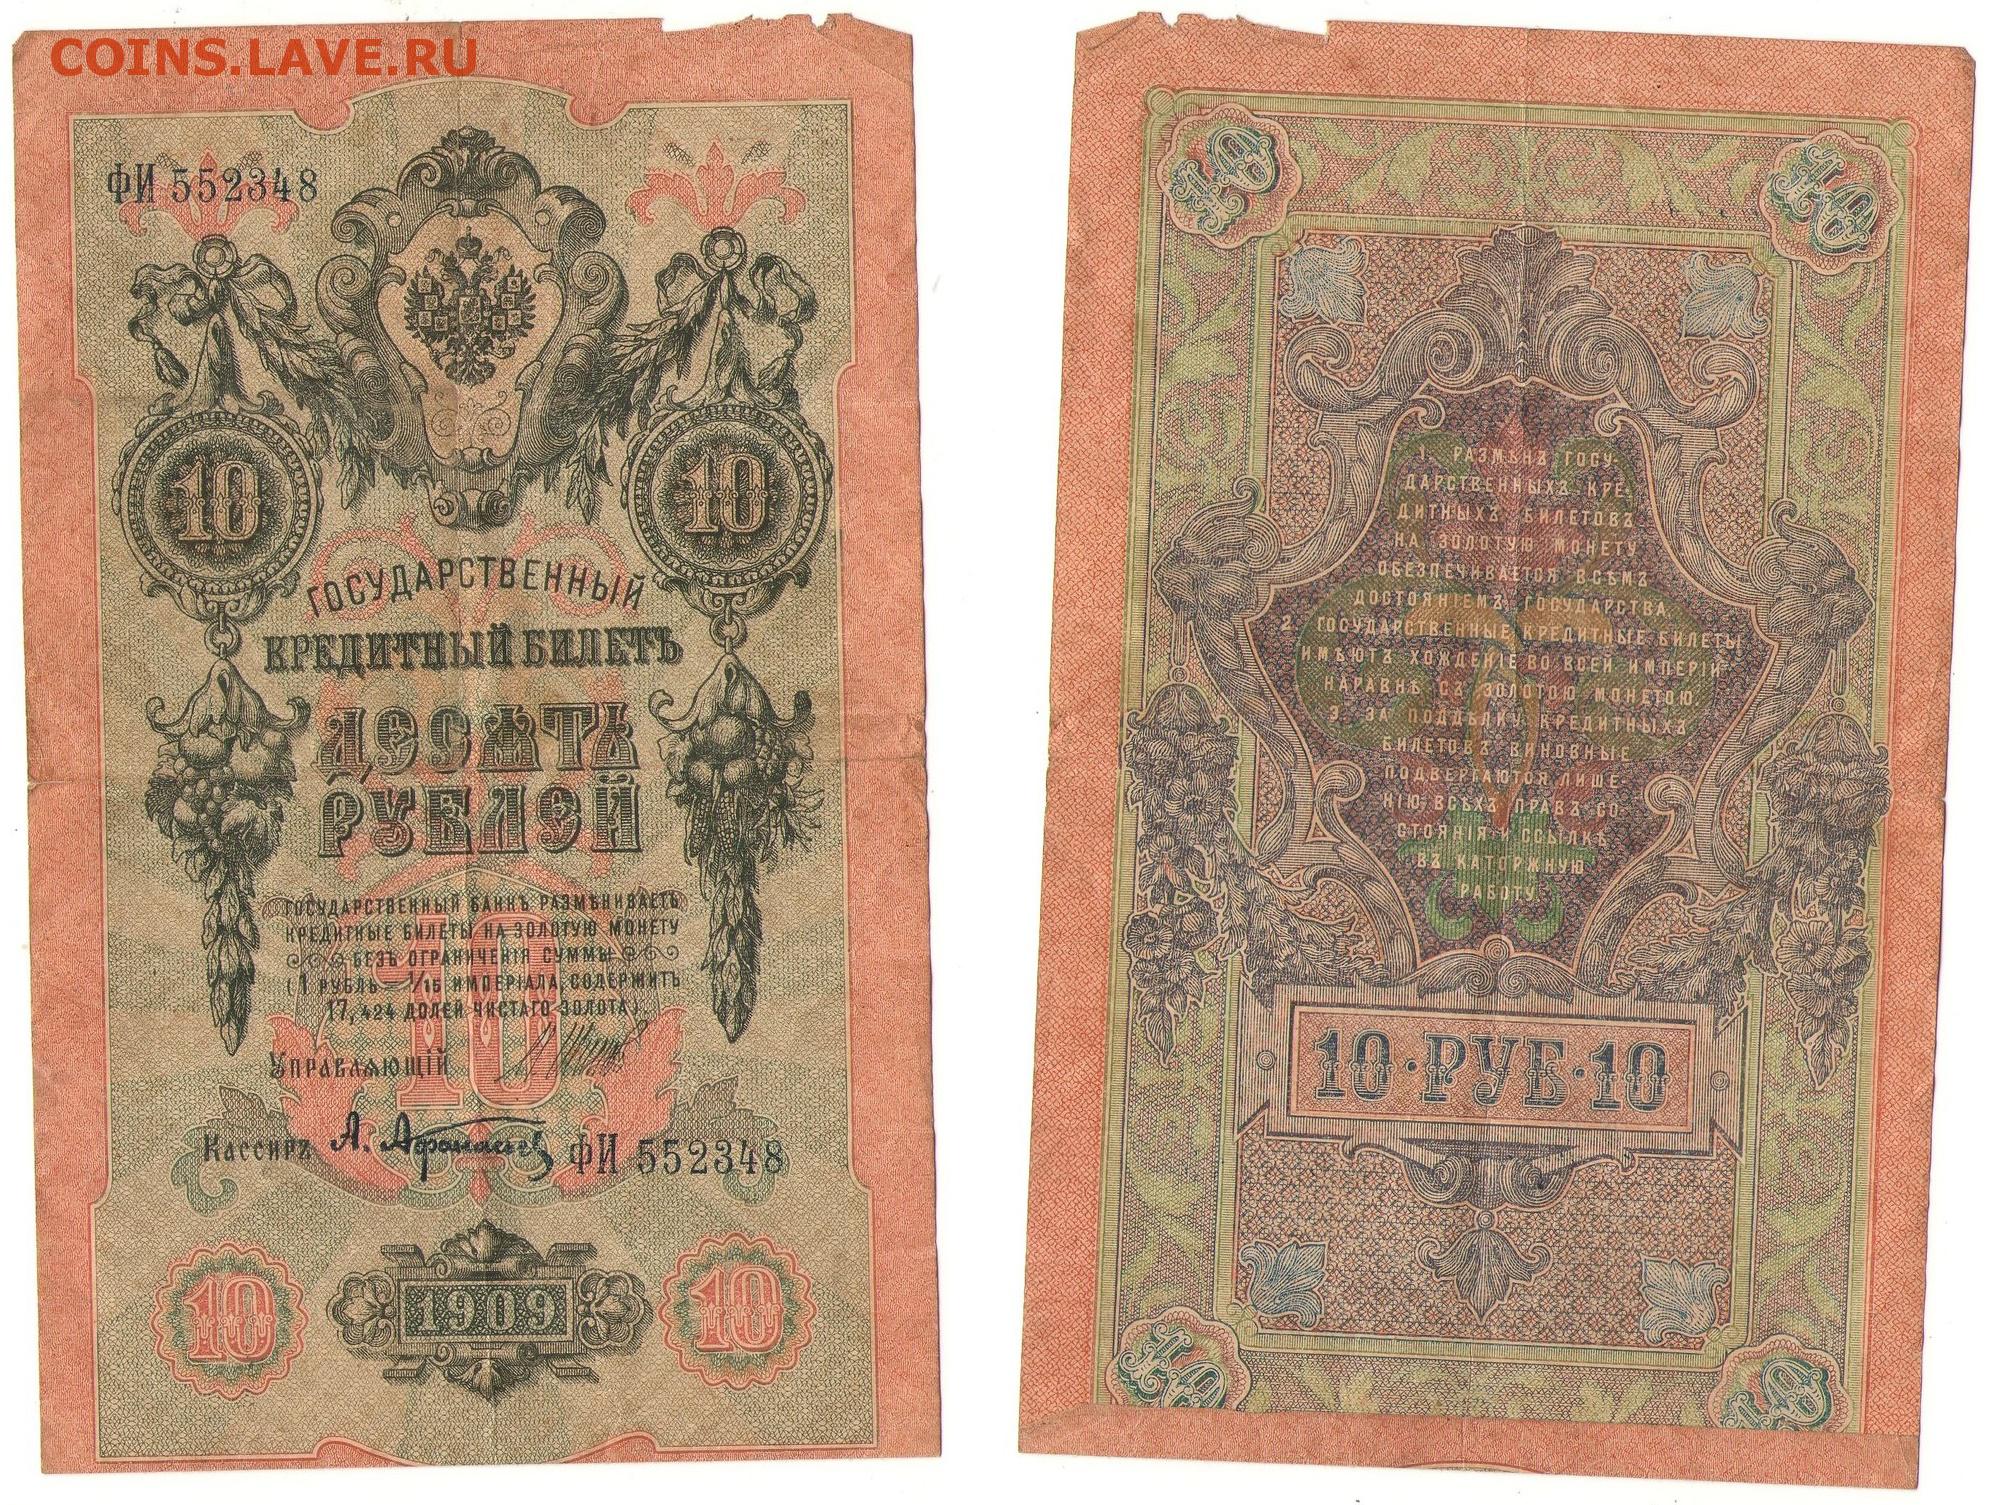 COINS.LAVE.RU
ФИ 552348
10 10
ГОСУДАРСТВЕННЫЙ
КРЕДИТНЫЙ БИЛЕТЪ
ДЕСЯТЬ
РУБЛЕЙ
ГОСУДАРСТВЕННЫЙ БАНКЪ РАЗМѢНИВАЕТЪ
КРЕДИТНЫЕ БИЛЕТЫ НА ЗОЛОТУЮ МОНЕТУ
БЕЗЪ ОГРАНИЧЕНІЯ СУММЫ
(1 РУБЛЬ = 1/15 ИМПЕРІАЛА, СОДЕРЖИТЪ
17,424 ДОЛЕЙ ЧИСТАГО ЗОЛОТА)
10
УПРАВЛЯЮЩІЙ
КАССИРЪ А. Афанасьев ФИ 552348
10 1909 10
10 10
1. РАЗМѢНЪ ГОСУ-
ДАРСТВЕННЫХЪ КРЕ-
ДИТНЫХЪ БИЛЕТОВЪ
НА ЗОЛОТУЮ МОНЕТУ
ОБЕЗПЕЧИВАЕТСЯ ВСѢМЪ
ДОСТОЯНІЕМЪ ГОСУДАРСТВА.
2. ГОСУДАРСТВЕННЫЕ КРЕДИТНЫЕ БИЛЕТЫ
ИМѢЮТЪ ХОЖДЕНІЕ ВО ВСЕЙ ИМПЕРІИ
НАРАВНѢ СЪ ЗОЛОТОЮ МОНЕТОЮ.
3. ЗА ПОДДѢЛКУ КРЕДИТНЫХЪ
БИЛЕТОВЪ ВИНОВНЫЕ
ПОДВЕРГАЮТСЯ ЛИШЕ-
НІЮ ВСѢХЪ ПРАВЪ СО-
СТОЯНІЯ И ССЫЛКѢ
ВЪ КАТОРЖНУЮ
РАБОТУ.
10·РУБ·10
10 10